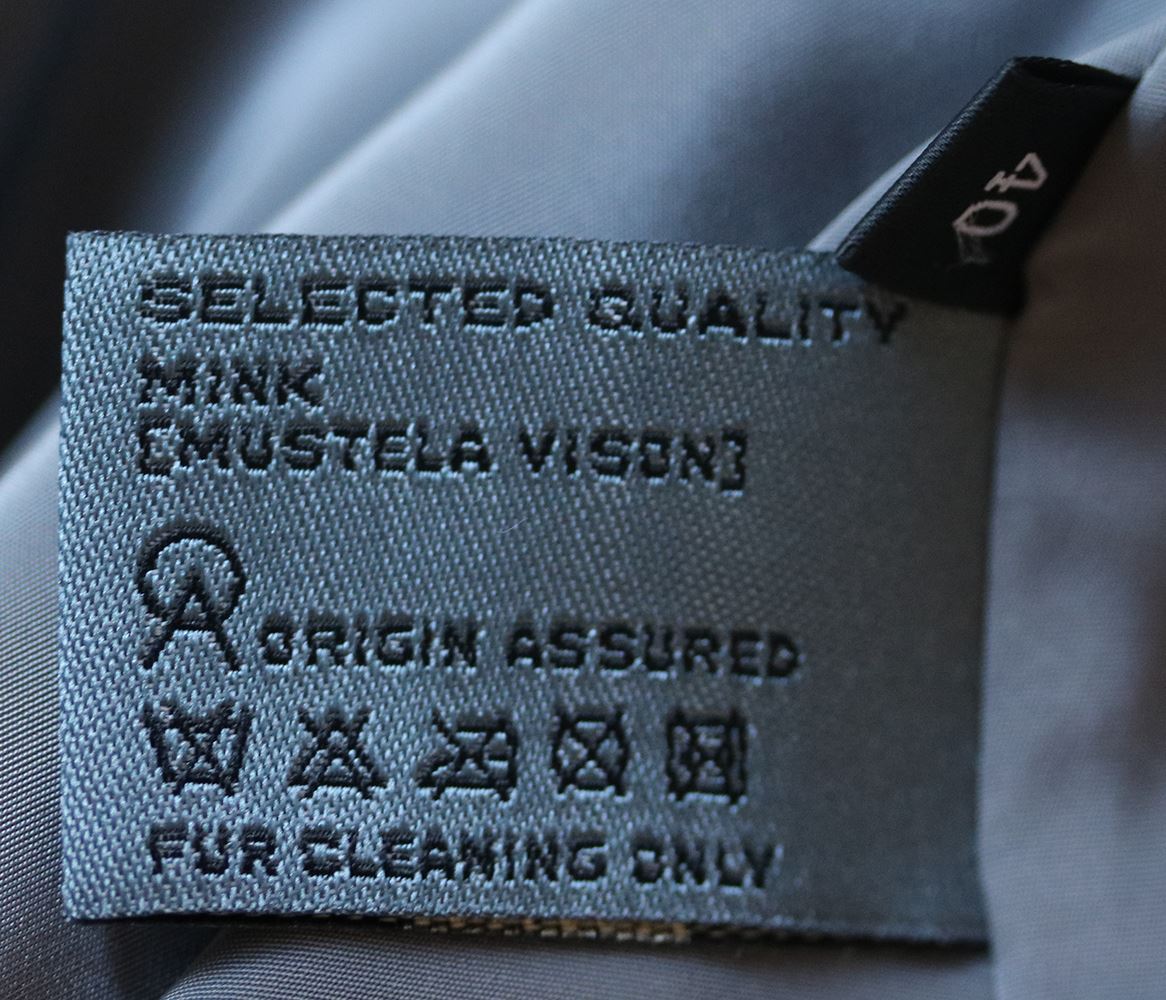 40
SELECTED QUALITY
MINK
[MUSTELA VISON]
ORIGIN ASSURED
FUR CLEANING ONLY